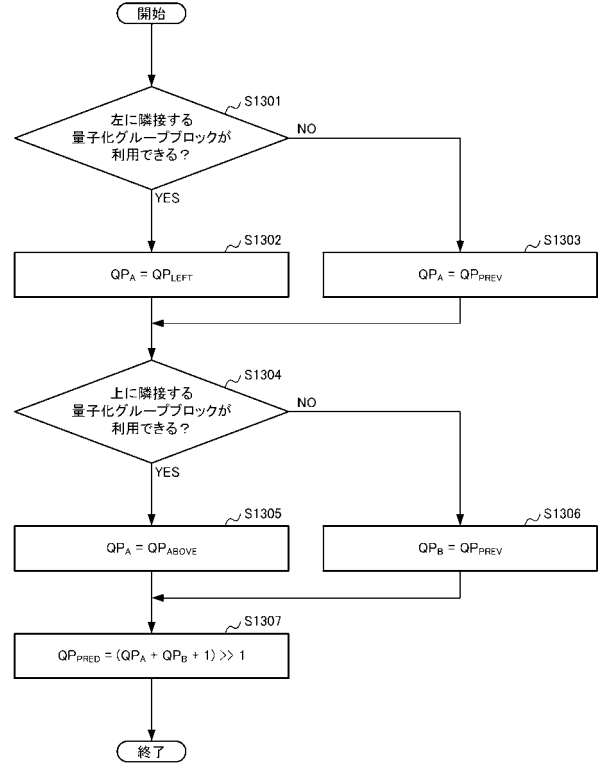 開始
S1301
左に隣接する
量子化グループブロックが
利用できる？
NO
YES
S1302
QPA = QPLEFT
S1303
QPA = QPPREV
S1304
上に隣接する
量子化グループブロックが
利用できる？
NO
YES
S1305
QPA = QPABOVE
S1306
QPB = QPPREV
S1307
QPPRED = (QPA + QPB + 1) >> 1
終了